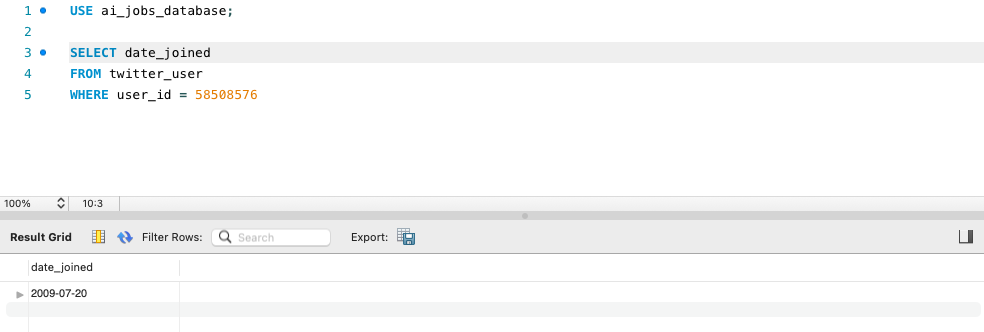 1 USE ai_jobs_database;
2
3 SELECT date_joined
4 FROM twitter_user
5 WHERE user_id = 58508576
100% 10:3
Result Grid Filter Rows: Search Export:
date_joined
2009-07-20